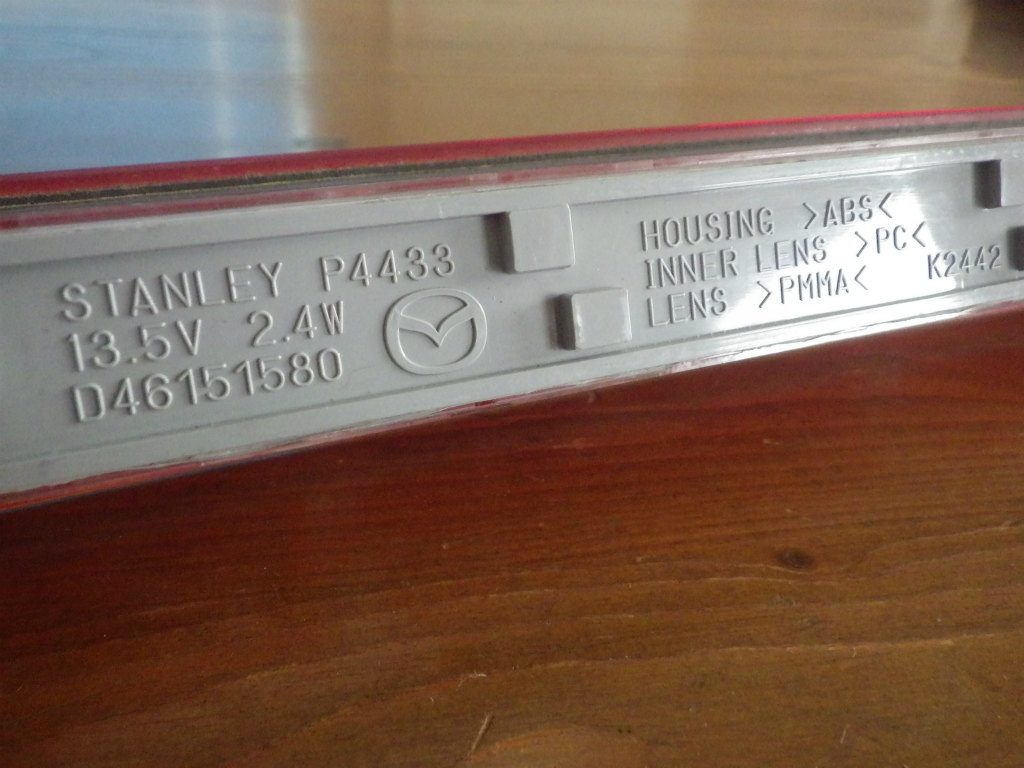 STANLEY P4433
13.5V 2.4W
D46151580
HOUSING >ABS<
INNER LENS >PC<
LENS >PMMA<
K2442